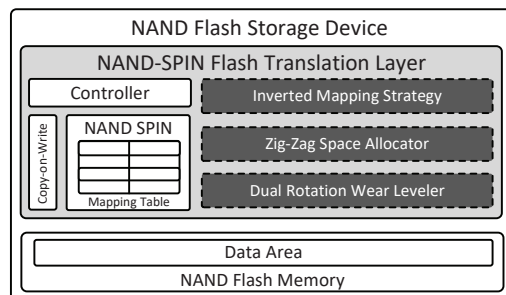 NAND Flash Storage Device
NAND-SPIN Flash Translation Layer
Controller
Copy-on-Write
NAND SPIN
Mapping Table
Inverted Mapping Strategy
Zig-Zag Space Allocator
Dual Rotation Wear Leveler
Data Area
NAND Flash Memory